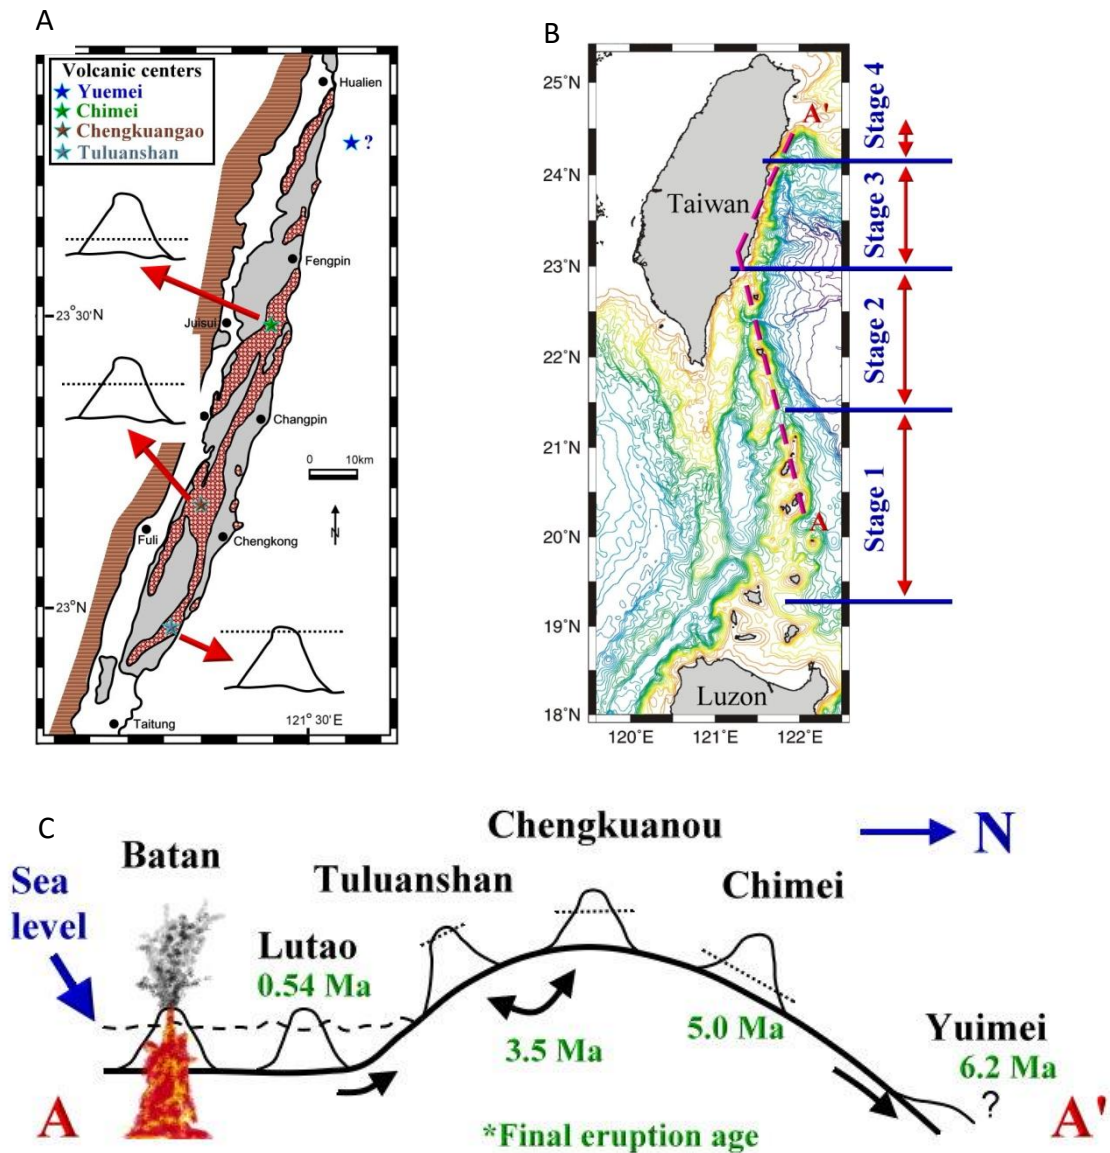 A
Volcanic centers
Yuemei
Chimei
Chengkuangao
Tuluanshan
Hualien
?
Fengpin
23°30'N
Juisui
Changpin
0 10km
N
Fuli
Chengkong
23°N
121°30'E
Taitung
B
25°N
24°N
23°N
22°N
21°N
20°N
19°N
18°N
120°E 121°E 122°E
Taiwan
Luzon
A'
A
Stage 4
Stage 3
Stage 2
Stage 1
C
Chengkuanou
N
Batan
Tuluanshan
Chimei
Sea
level
Lutao
0.54 Ma
3.5 Ma
5.0 Ma
Yuimei
6.2 Ma
?
A
A'
*Final eruption age